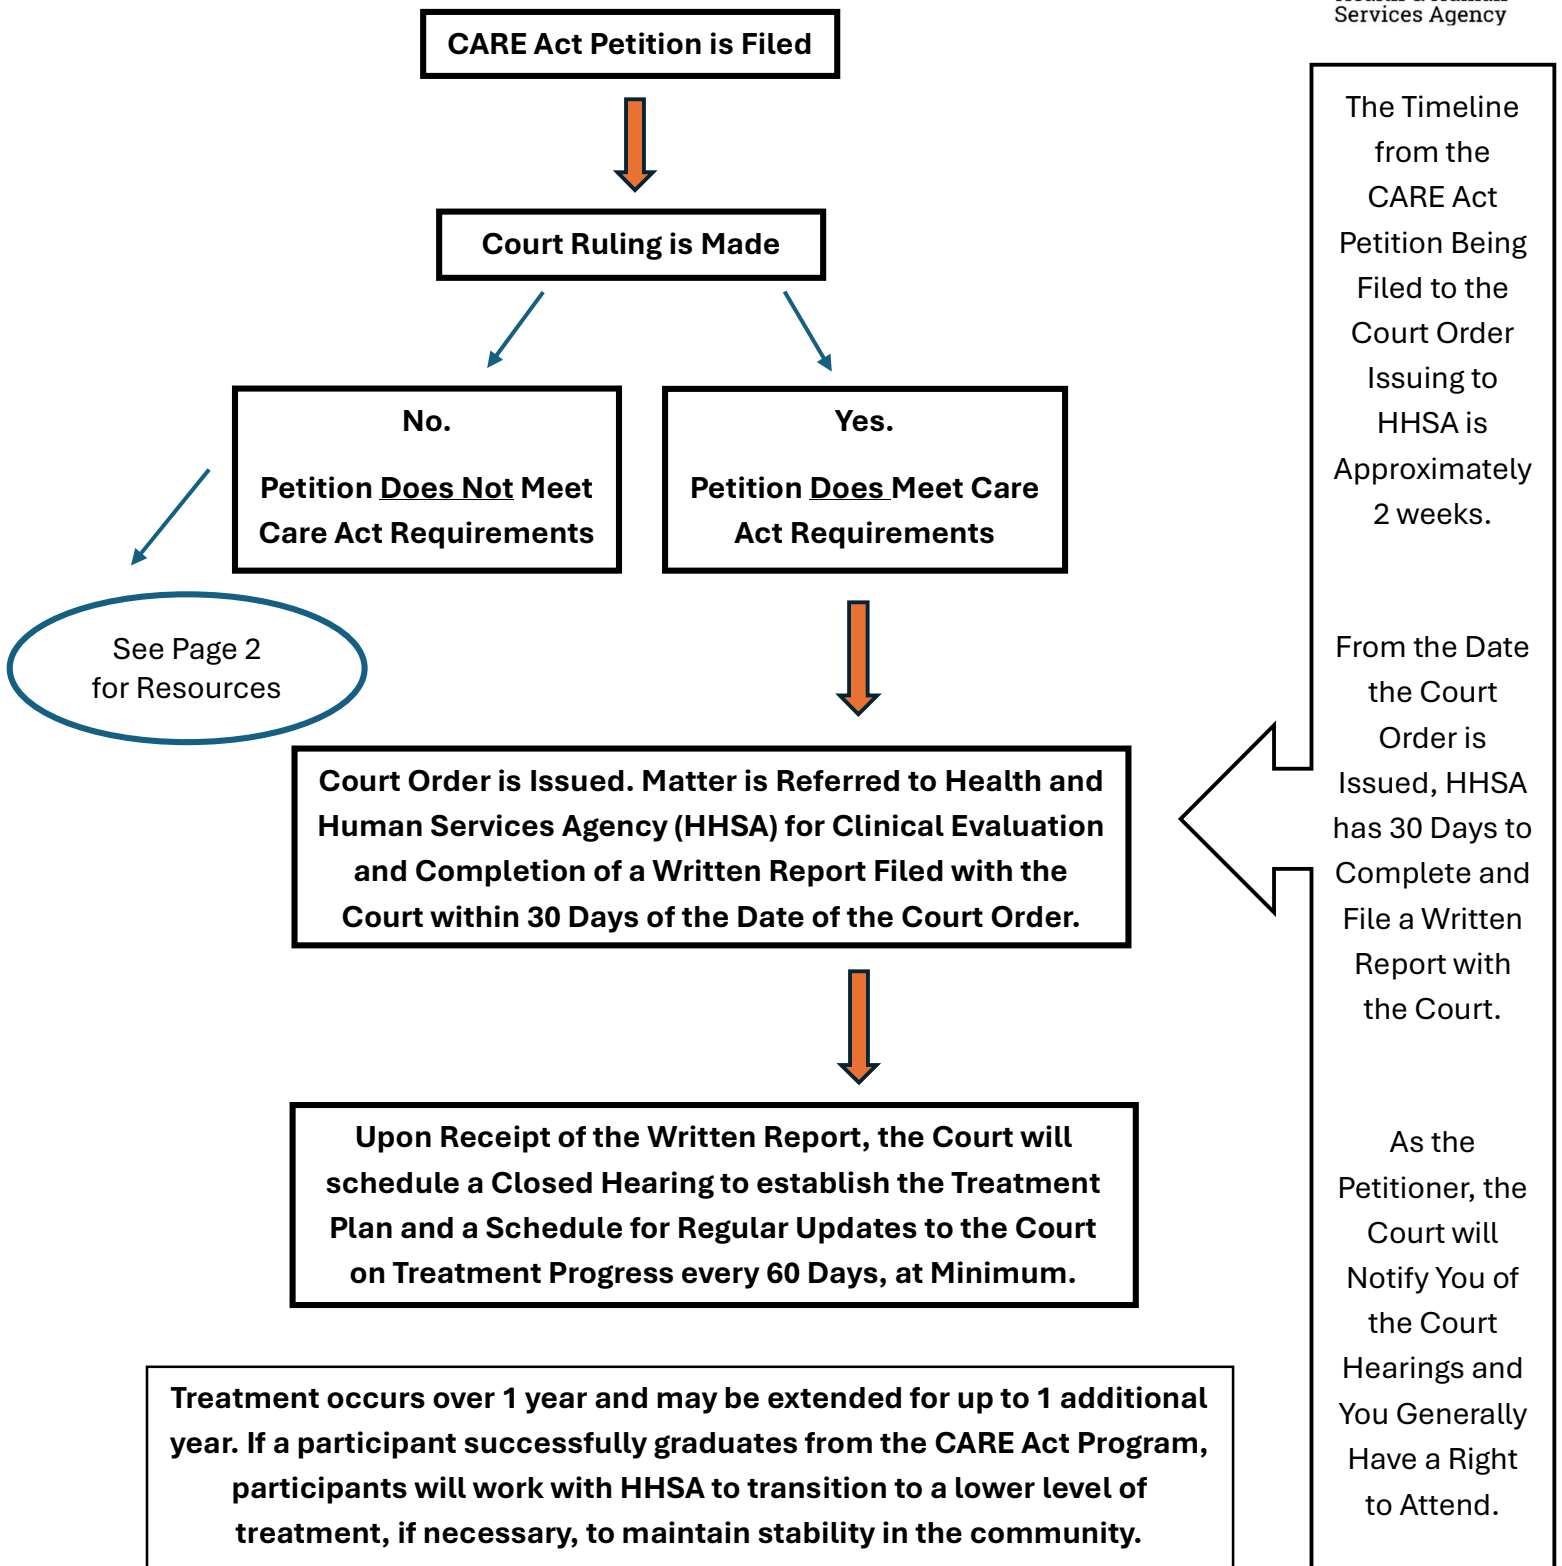 Services Agency
CARE Act Petition is Filed
Court Ruling is Made
No.
Petition Does Not Meet
Care Act Requirements
Yes.
Petition Does Meet Care
Act Requirements
See Page 2
for Resources
Court Order is Issued. Matter is Referred to Health and
Human Services Agency (HHSA) for Clinical Evaluation
and Completion of a Written Report Filed with the
Court within 30 Days of the Date of the Court Order.
Upon Receipt of the Written Report, the Court will
schedule a Closed Hearing to establish the Treatment
Plan and a Schedule for Regular Updates to the Court
on Treatment Progress every 60 Days, at Minimum.
Treatment occurs over 1 year and may be extended for up to 1 additional
year. If a participant successfully graduates from the CARE Act Program,
participants will work with HHSA to transition to a lower level of
treatment, if necessary, to maintain stability in the community.
The Timeline
from the
CARE Act
Petition Being
Filed to the
Court Order
Issuing to
HHSA is
Approximately
2 weeks.
From the Date
the Court
Order is
Issued, HHSA
has 30 Days to
Complete and
File a Written
Report with
the Court.
As the
Petitioner, the
Court will
Notify You of
the Court
Hearings and
You Generally
Have a Right
to Attend.